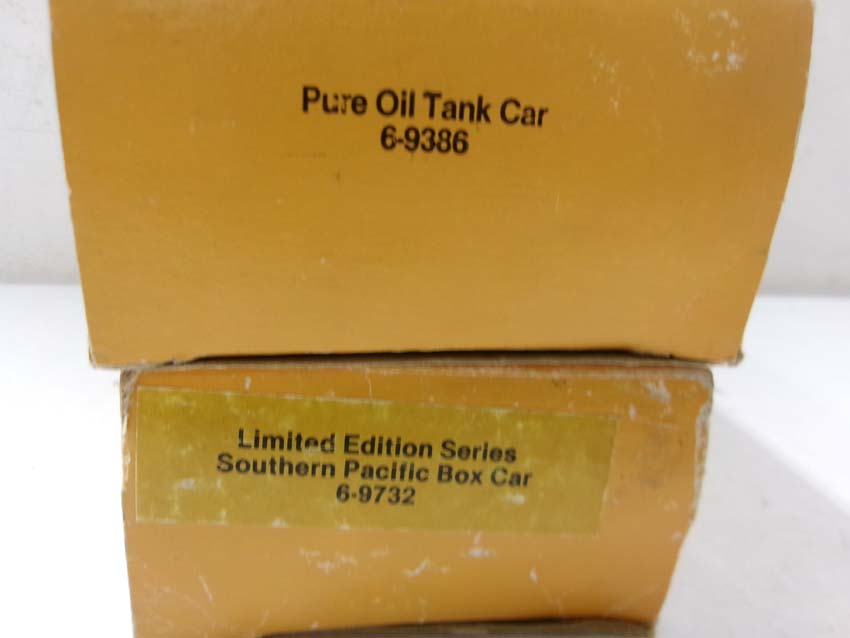 Pure Oil Tank Car
6-9386
Limited Edition Series
Southern Pacific Box Car
6-9732